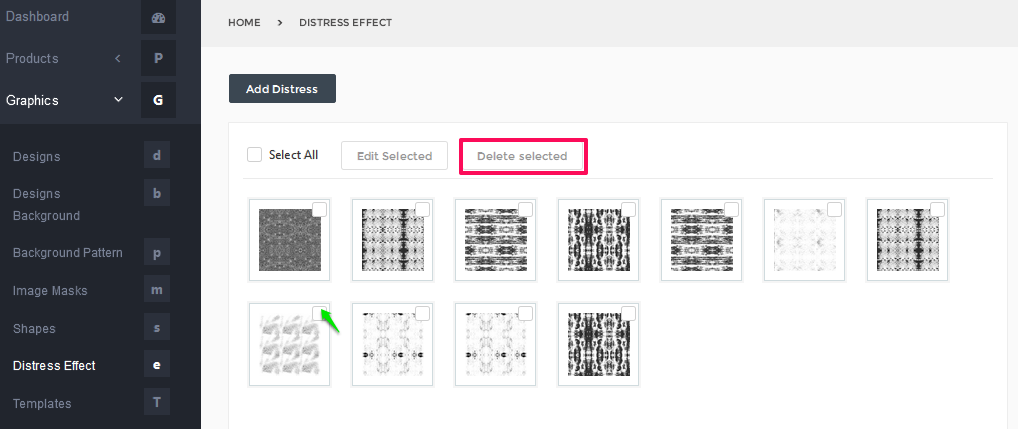 Dashboard
HOME > DISTRESS EFFECT
Products < P
Graphics G
Add Distress
Select All Edit Selected Delete selected
Designs d
Designs b
Background
Background Pattern p
Image Masks m
Shapes s
Distress Effect e
Templates T